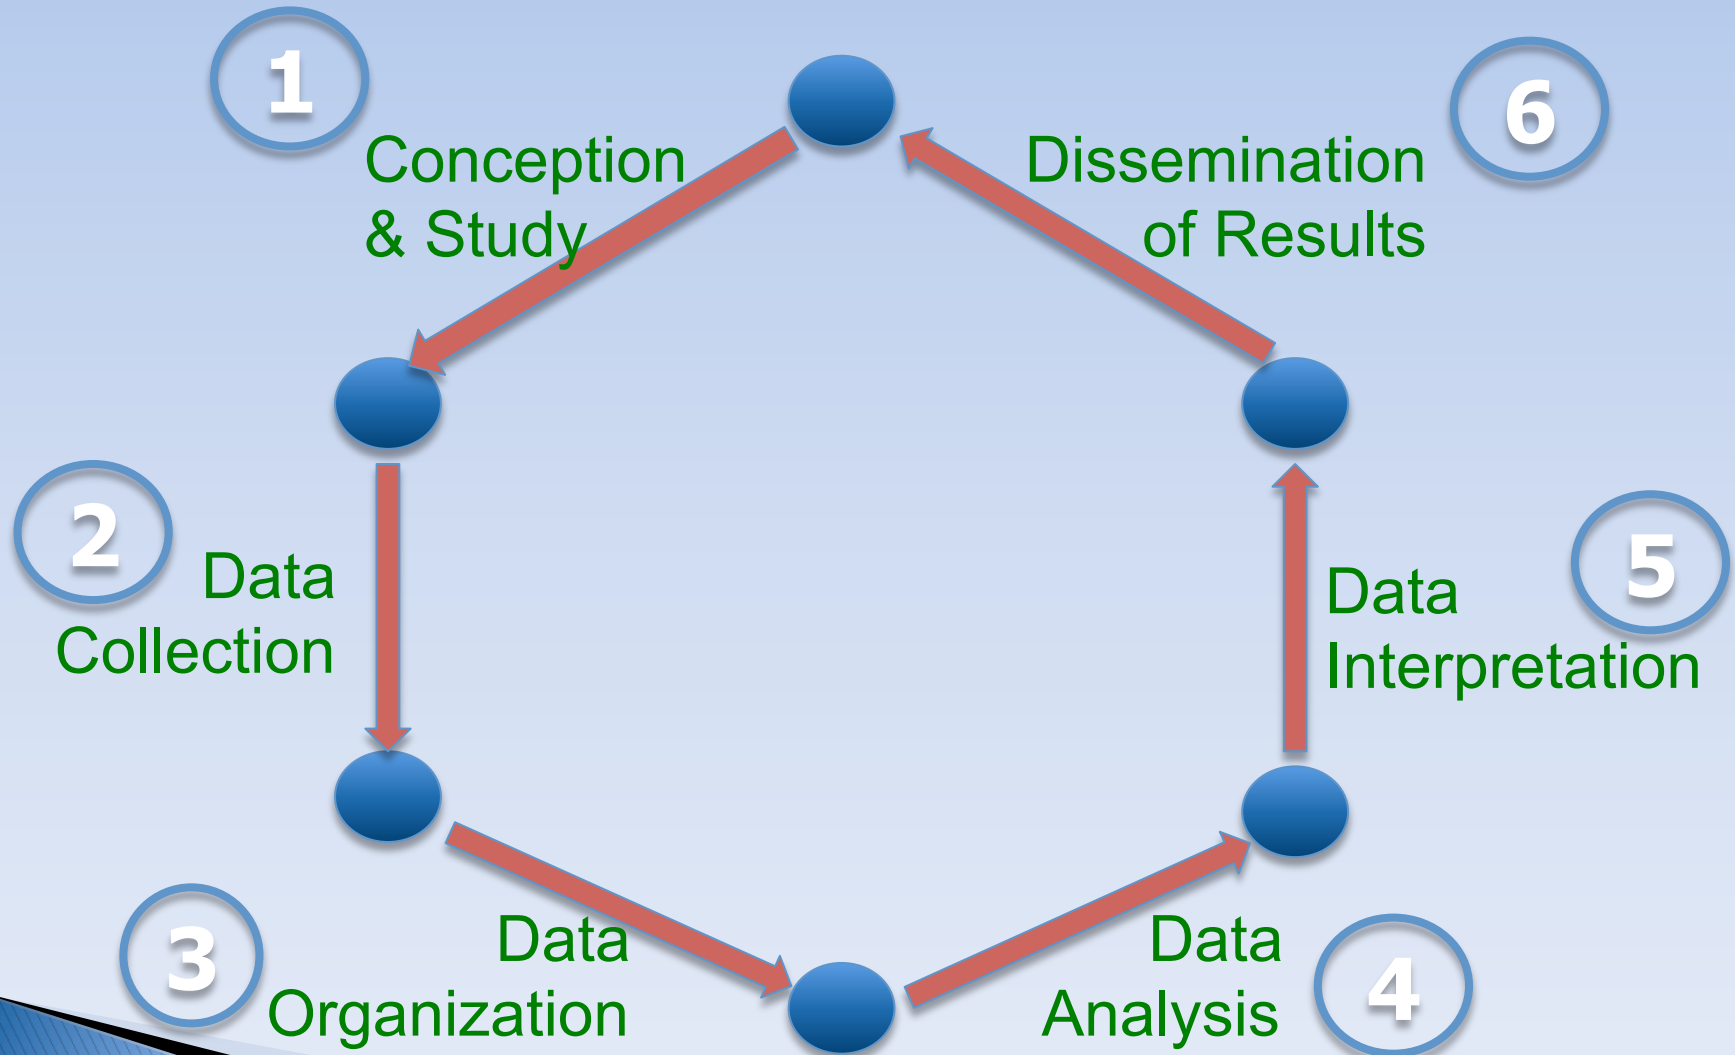 1
Conception
& Study
2
Data
Collection
3
Data
Organization
4
Data
Analysis
5
Data
Interpretation
6
Dissemination
of Results